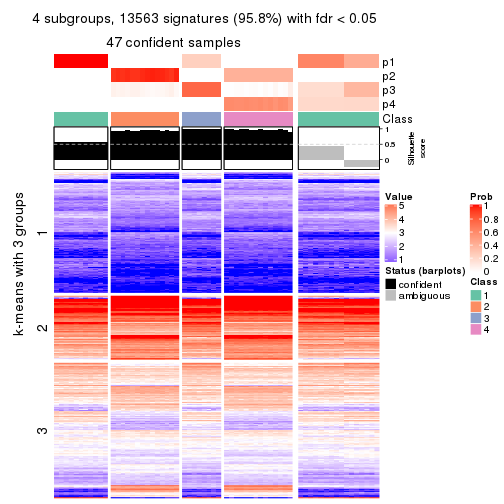 4 subgroups, 13563 signatures (95.8%) with fdr < 0.05
47 confident samples
p1
p2
p3
p4
Class
1
0.5
0
Silhouette
score
k-means with 3 groups
1
2
3
Value
5
4
3
2
1
Status (barplots)
confident
ambiguous
Prob
1
0.8
0.6
0.4
0.2
0
Class
1
2
3
4